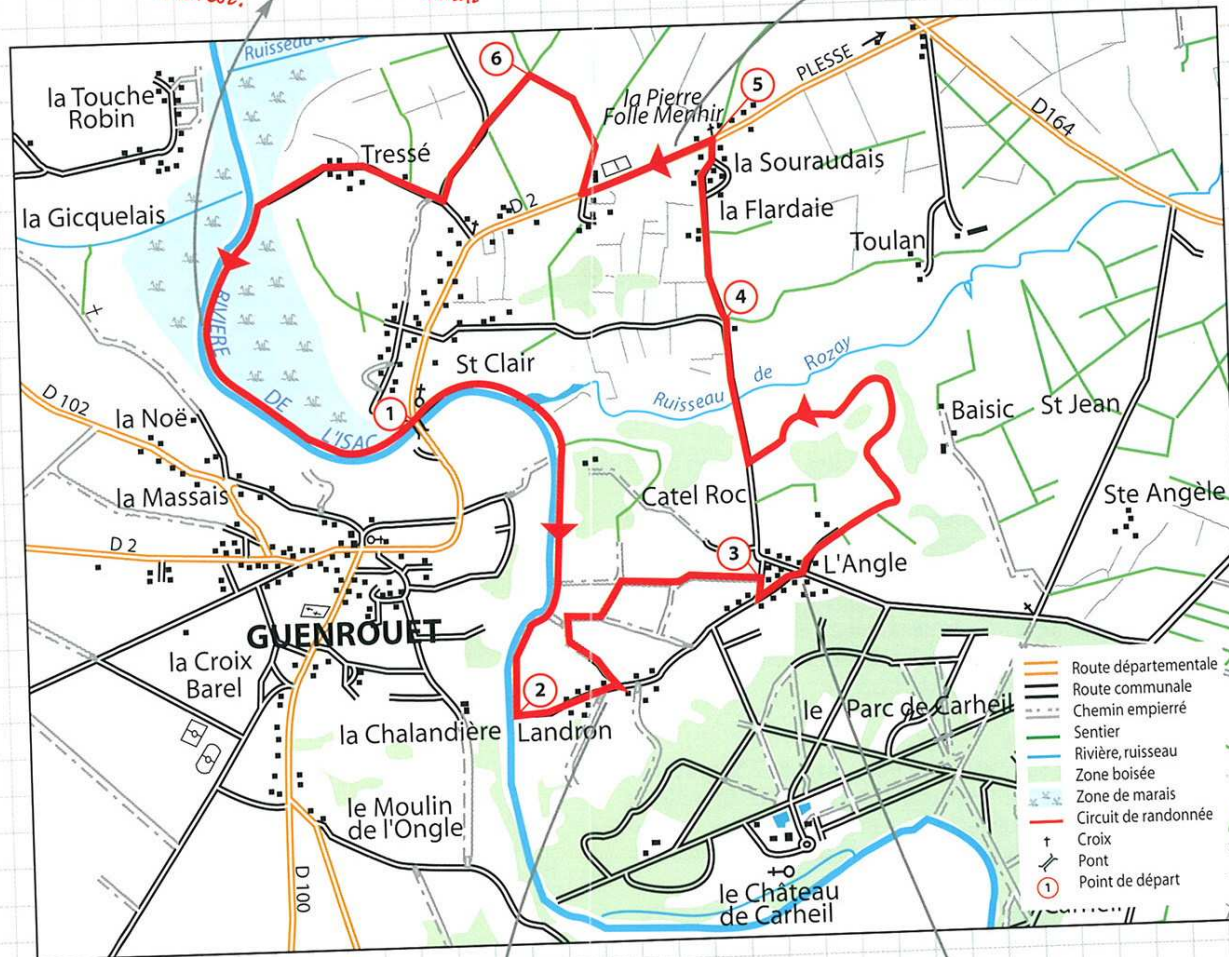 Ruisseau
la Touche
Robin
Tressé
la Gicquelais
6
la Pierre
Folle Menhir
5
PLESSE
D164
la Souraudais
la Flardaie
Toulan
D 2
4
RIVIERE
DE
L'ISAC
St Clair
1
Ruisseau de Rozay
D 102
la Noë
la Massais
Baisic
St Jean
Ste Angèle
Catel Roc
D 2
3
L'Angle
GUENROUET
la Croix
Barel
2
la Chalandière
Landron
le Parc de Carheil
le Moulin
de l'Ongle
D 100
le Château
de Carheil
Route départementale
Route communale
Chemin empierré
Sentier
Rivière, ruisseau
Zone boisée
Zone de marais
Circuit de randonnée
Croix
Pont
1 Point de départ